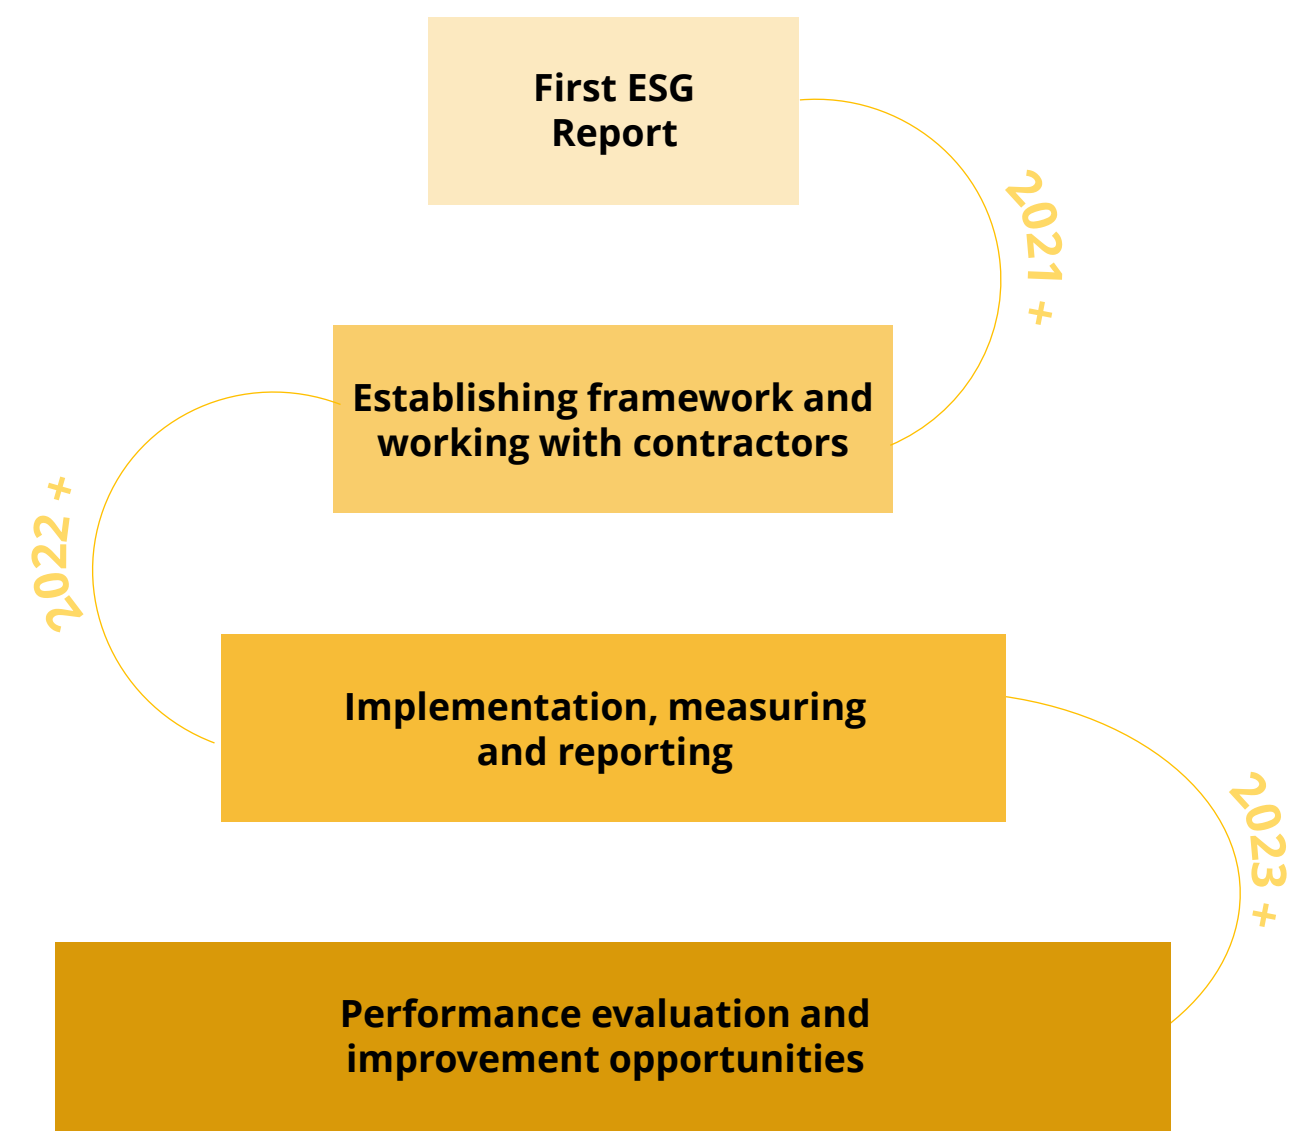 First ESG
Report
2021 +
Establishing framework and
working with contractors
2022 +
Implementation, measuring
and reporting
2023 +
Performance evaluation and
improvement opportunities